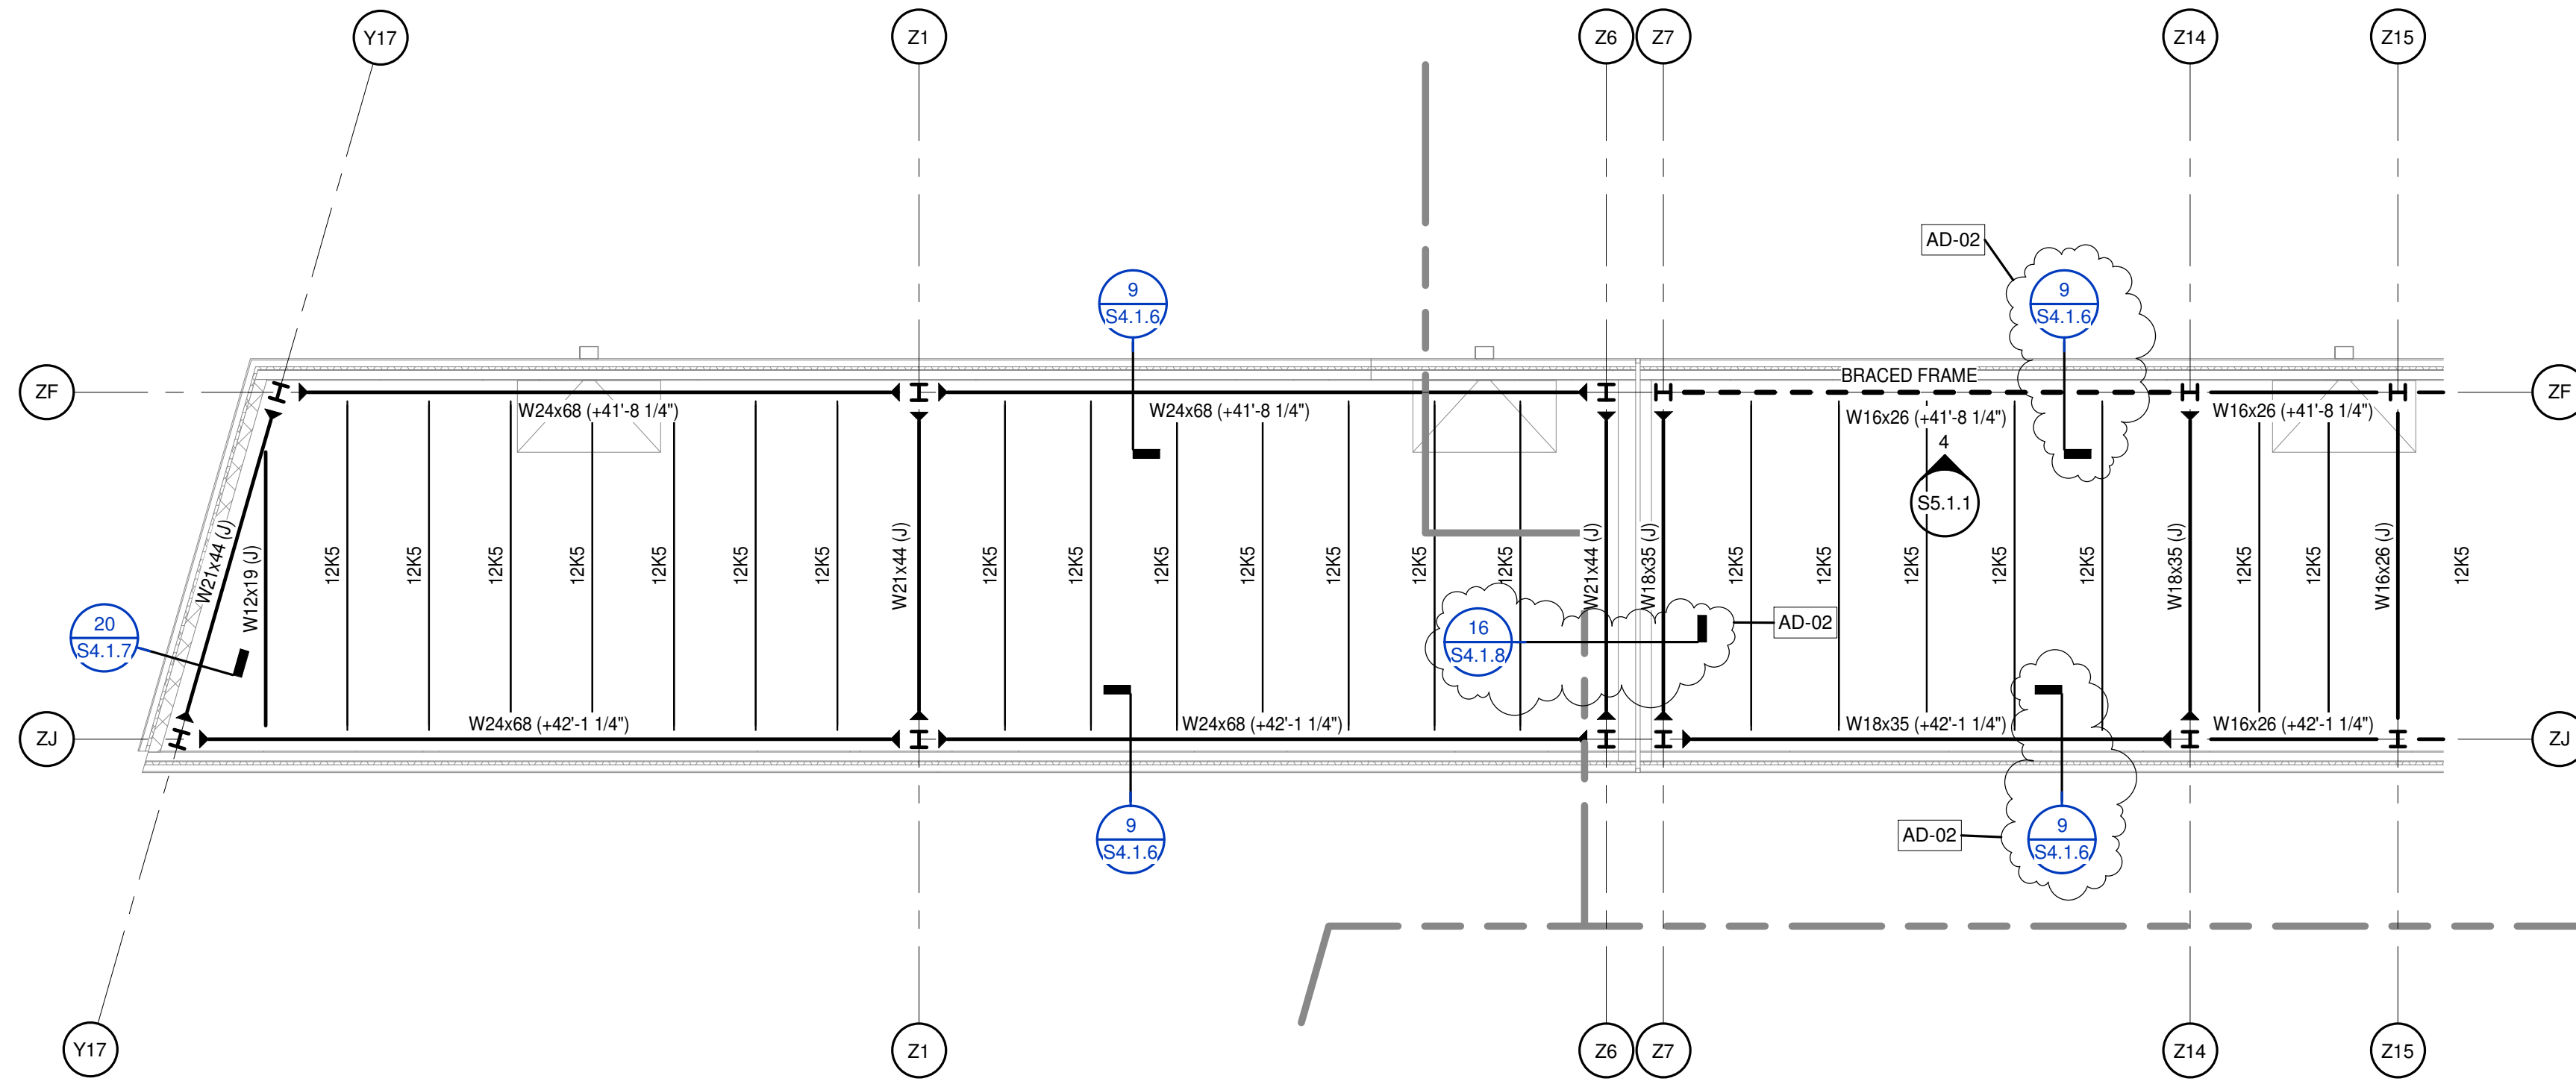 Y17
Z1
Z6
Z7
Z14
Z15
AD-02
9
S4.1.6
9
S4.1.6
ZF
ZF
BRACED FRAME
W24x68 (+41'-8 1/4")
W24x68 (+41'-8 1/4")
W16x26 (+41'-8 1/4")
W16x26 (+41'-8 1/4")
4
S5.1.1
W21x44 (J)
W12x19 (J)
12K5
12K5
12K5
12K5
12K5
12K5
12K5
W21x44 (J)
12K5
12K5
12K5
12K5
12K5
12K5
12K5
W21x44 (J)
W18x35 (J)
12K5
12K5
12K5
12K5
12K5
W18x35 (J)
12K5
12K5
W16x26 (J)
12K5
20
S4.1.7
16
S4.1.8
AD-02
W24x68 (+42'-1 1/4")
W24x68 (+42'-1 1/4")
W18x35 (+42'-1 1/4")
W16x26 (+42'-1 1/4")
ZJ
ZJ
9
S4.1.6
AD-02
9
S4.1.6
Y17
Z1
Z6
Z7
Z14
Z15